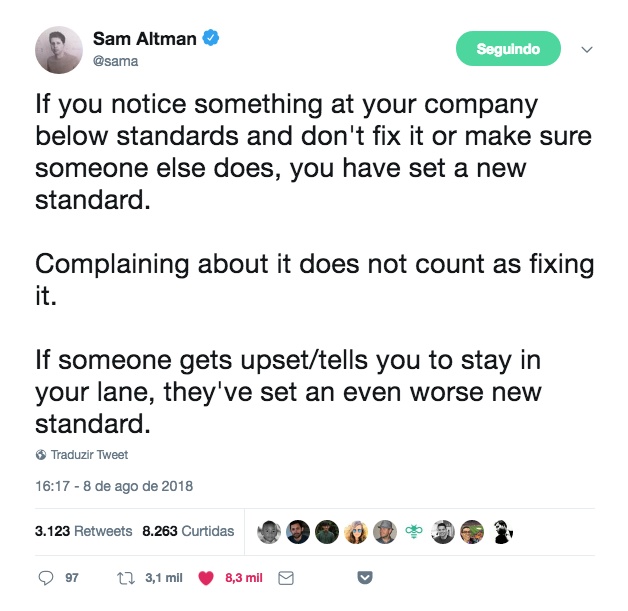 Sam Altman
@sama
Seguindo
If you notice something at your company
below standards and don't fix it or make sure
someone else does, you have set a new
standard.
Complaining about it does not count as fixing
it.
If someone gets upset/tells you to stay in
your lane, they've set an even worse new
standard.
Traduzir Tweet
16:17 - 8 de ago de 2018
3.123 Retweets 8.263 Curtidas
97 3,1 mil 8,3 mil